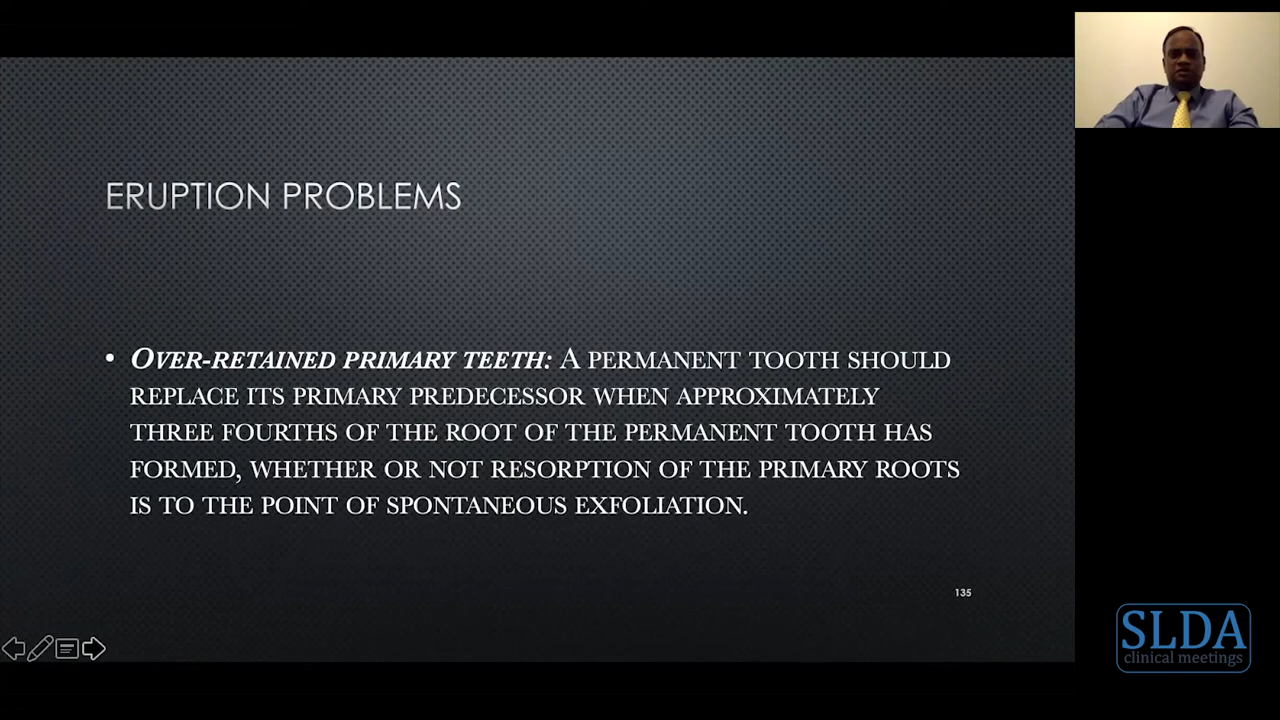 ERUPTION PROBLEMS
• OVER-RETAINED PRIMARY TEETH: A PERMANENT TOOTH SHOULD
REPLACE ITS PRIMARY PREDECESSOR WHEN APPROXIMATELY
THREE FOURTHS OF THE ROOT OF THE PERMANENT TOOTH HAS
FORMED, WHETHER OR NOT RESORPTION OF THE PRIMARY ROOTS
IS TO THE POINT OF SPONTANEOUS EXFOLIATION.
135
SLDA
clinical meetings